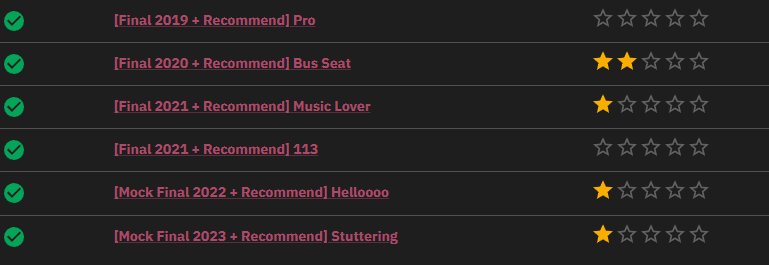 [Final 2019 + Recommend] Pro
[Final 2020 + Recommend] Bus Seat
[Final 2021 + Recommend] Music Lover
[Final 2021 + Recommend] 113
[Mock Final 2022 + Recommend] Helloooo
[Mock Final 2023 + Recommend] Stuttering